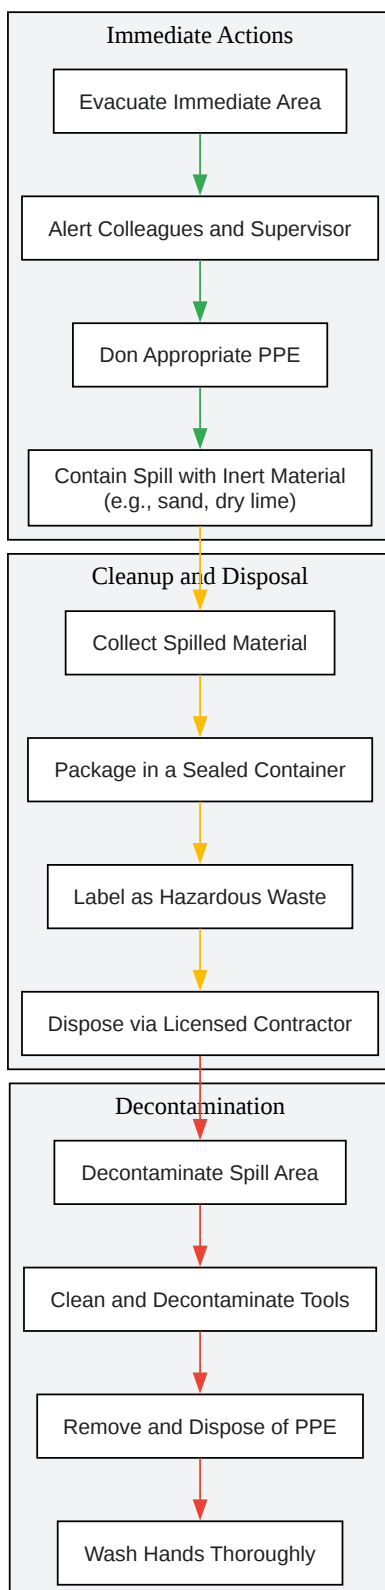 Immediate Actions
Evacuate Immediate Area
Alert Colleagues and Supervisor
Don Appropriate PPE
Contain Spill with Inert Material
(e.g., sand, dry lime)
Cleanup and Disposal
Collect Spilled Material
Package in a Sealed Container
Label as Hazardous Waste
Dispose via Licensed Contractor
Decontamination
Decontaminate Spill Area
Clean and Decontaminate Tools
Remove and Dispose of PPE
Wash Hands Thoroughly